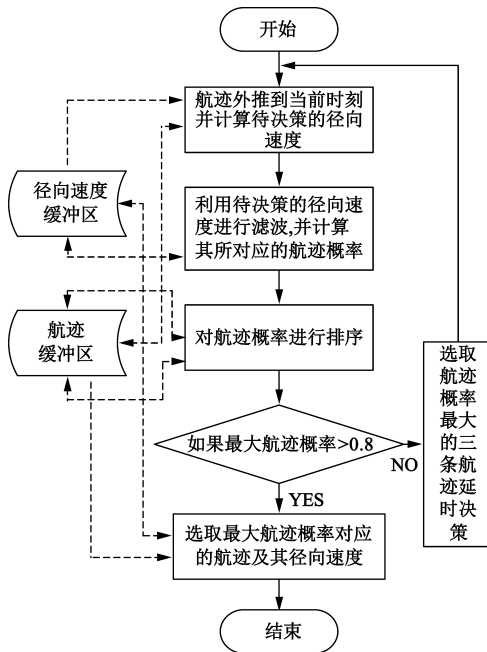 开始
航迹外推到当前时刻
并计算待决策的径向
速度
径向速度
缓冲区
利用待决策的径向速
度进行滤波,并计算
其所对应的航迹概率
航迹
缓冲区
对航迹概率进行排序
选取
航迹
概率
最大
的三
条航
迹延
时决
策
如果最大航迹概率>0.8
NO
YES
选取最大航迹概率对应
的航迹及其径向速度
结束